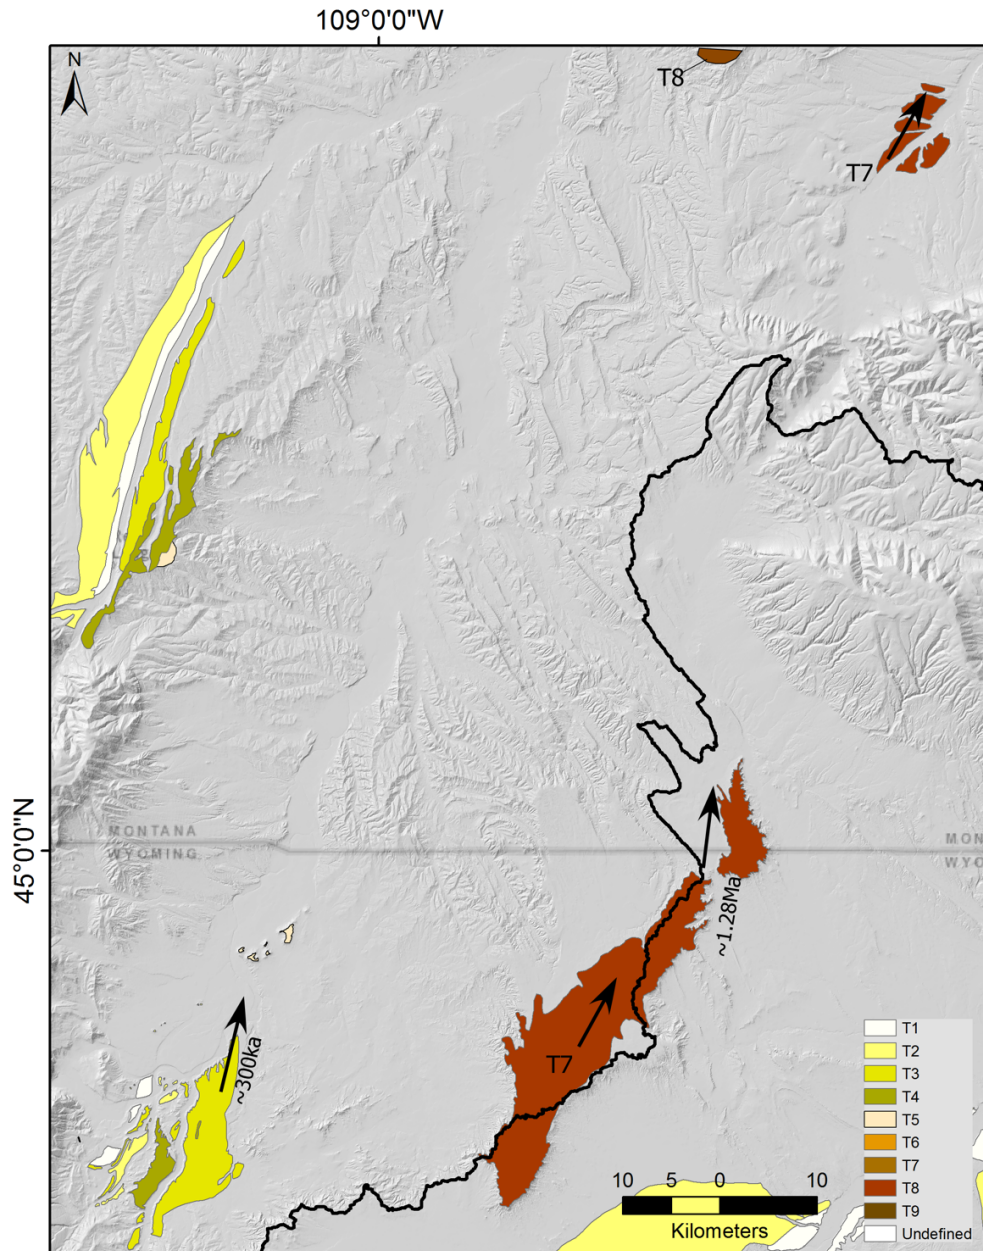 109°0'0"W
N
T8
T7
45°0'0"N
MONTANA
WYOMING
MON
WYO
~1.28Ma
~300ka
T7
T1
T2
T3
T4
T5
T6
T7
T8
T9
Undefined
10 5 0 10
Kilometers